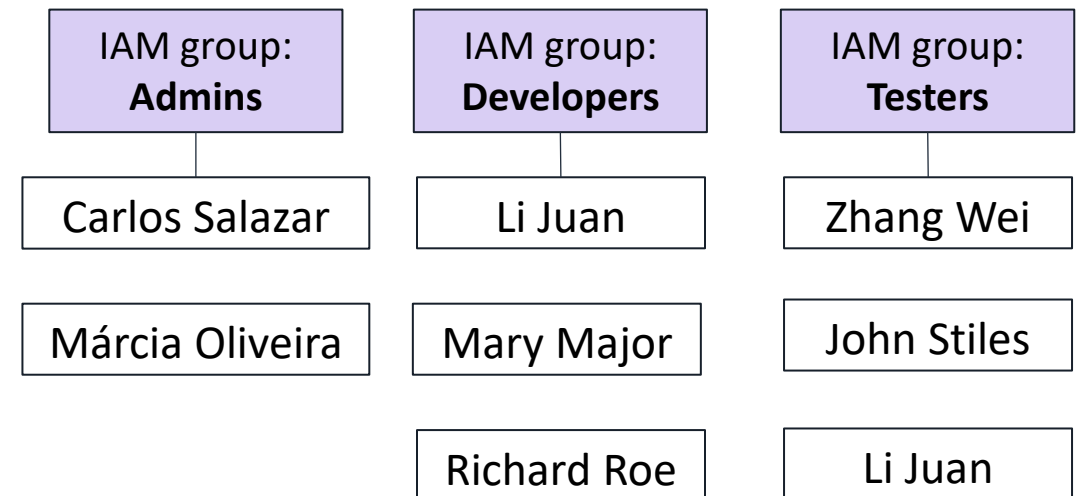 IAM group:
Admins
Carlos Salazar
Márcia Oliveira
IAM group:
Developers
Li Juan
Mary Major
Richard Roe
IAM group:
Testers
Zhang Wei
John Stiles
Li Juan